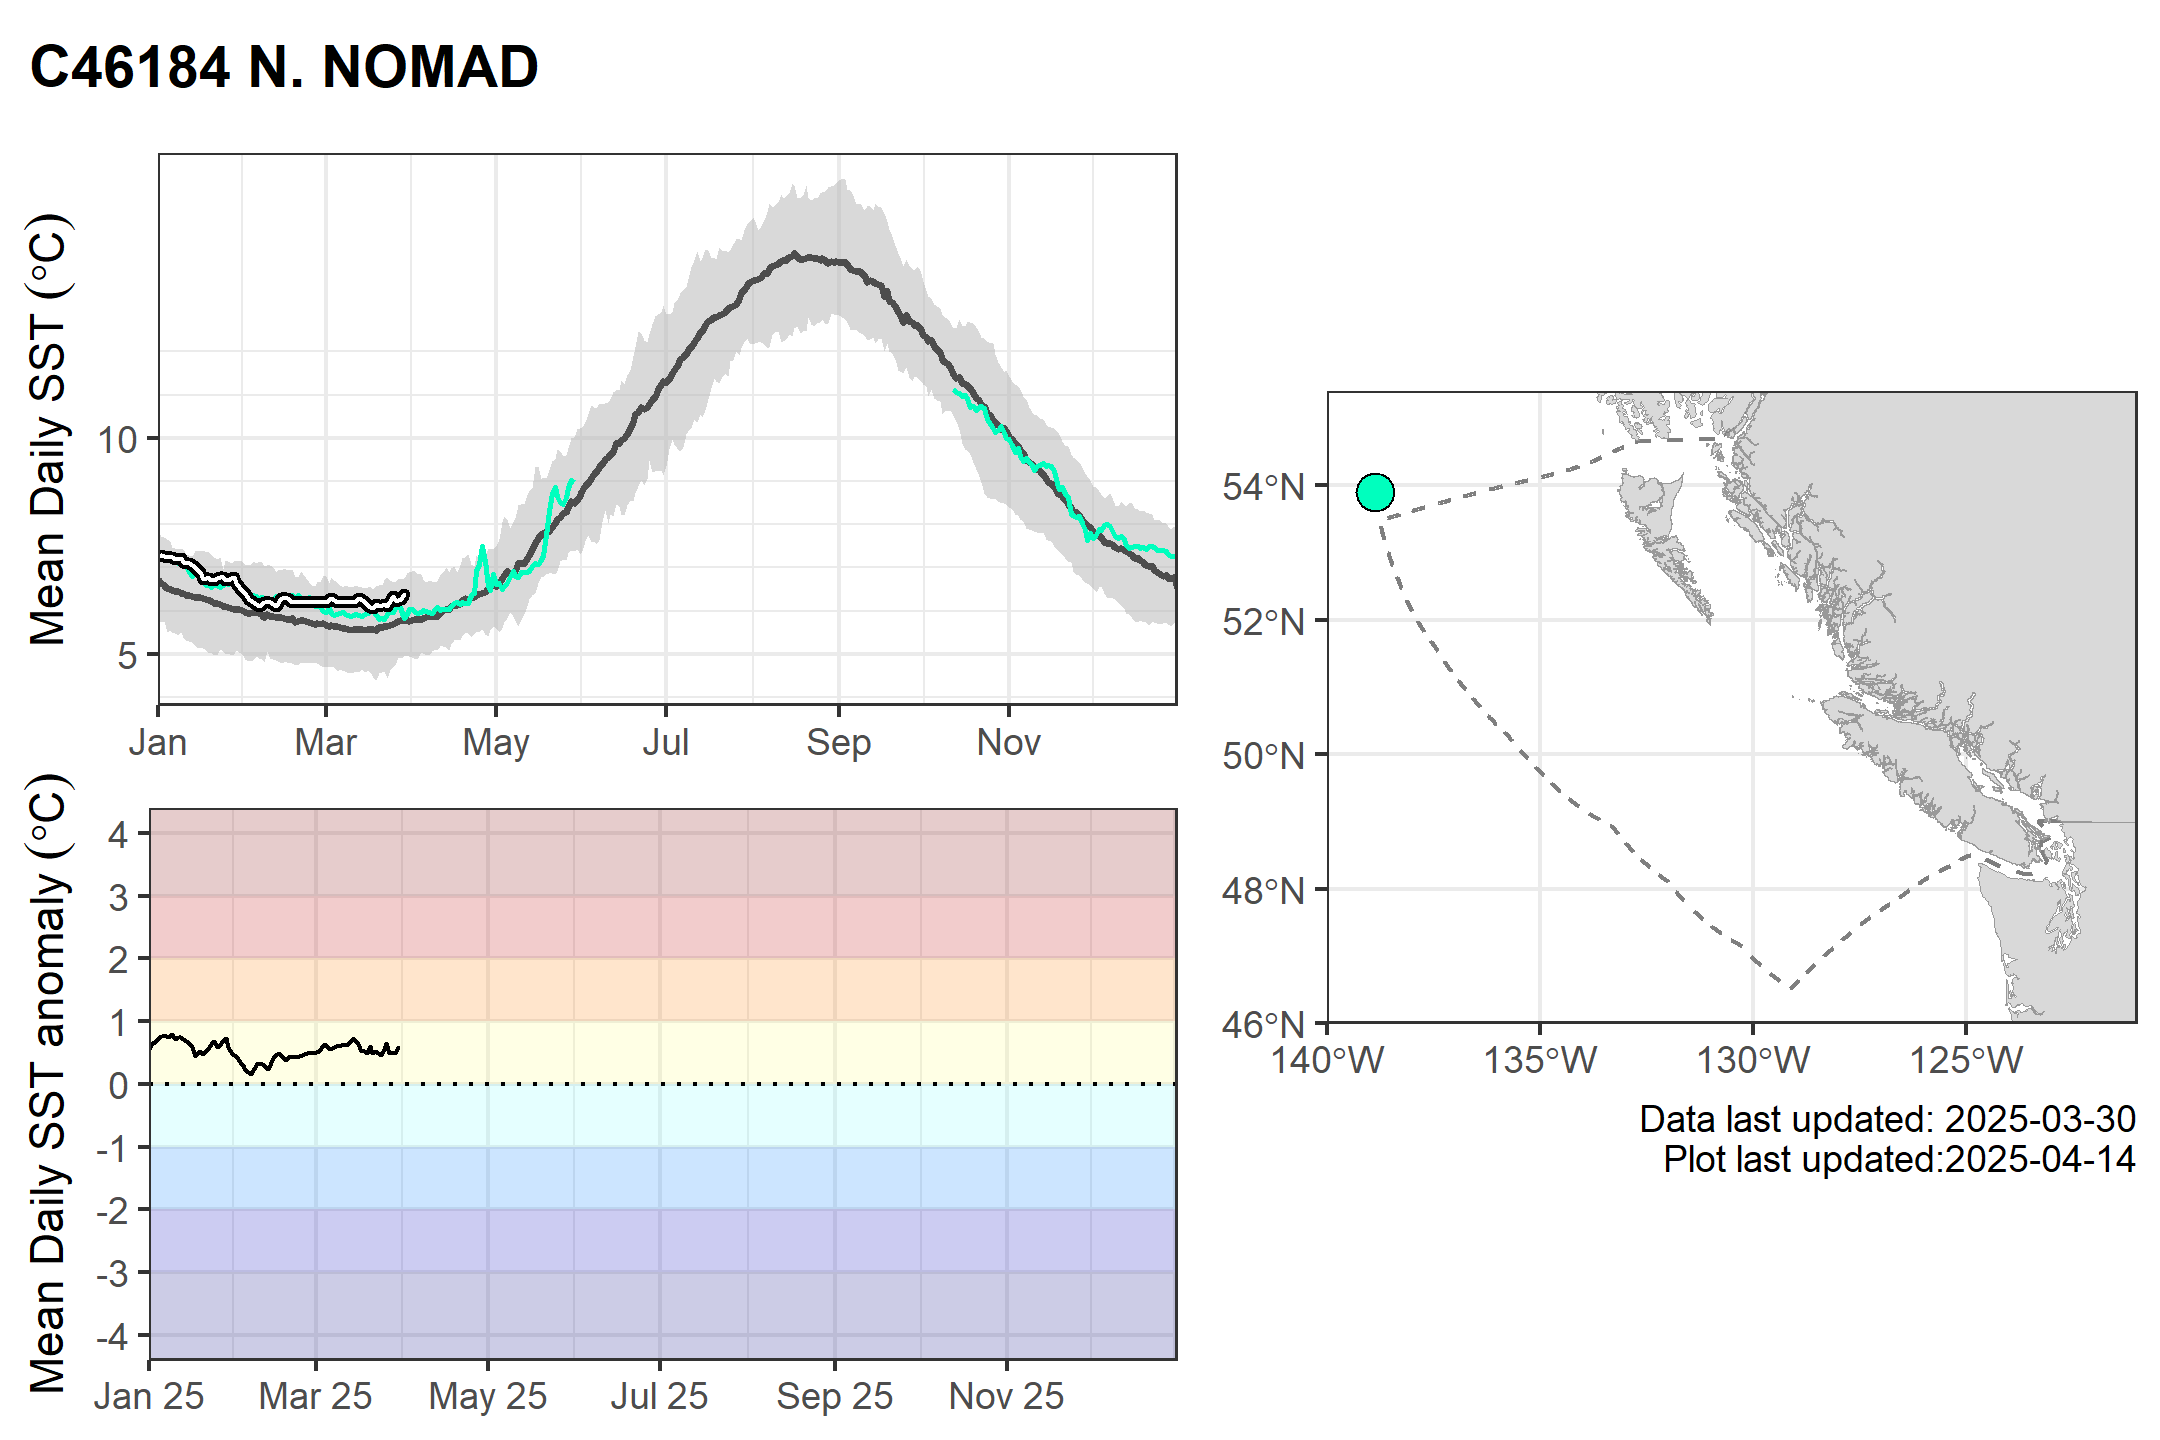 C46184 N. NOMAD
Mean Daily SST (°C)
10
5
Jan Mar May Jul Sep Nov
Mean Daily SST anomaly (°C)
4
3
2
1
0
-1
-2
-3
-4
Jan 25 Mar 25 May 25 Jul 25 Sep 25 Nov 25
54°N
52°N
50°N
48°N
46°N
140°W 135°W 130°W 125°W
Data last updated: 2025-03-30
Plot last updated:2025-04-14